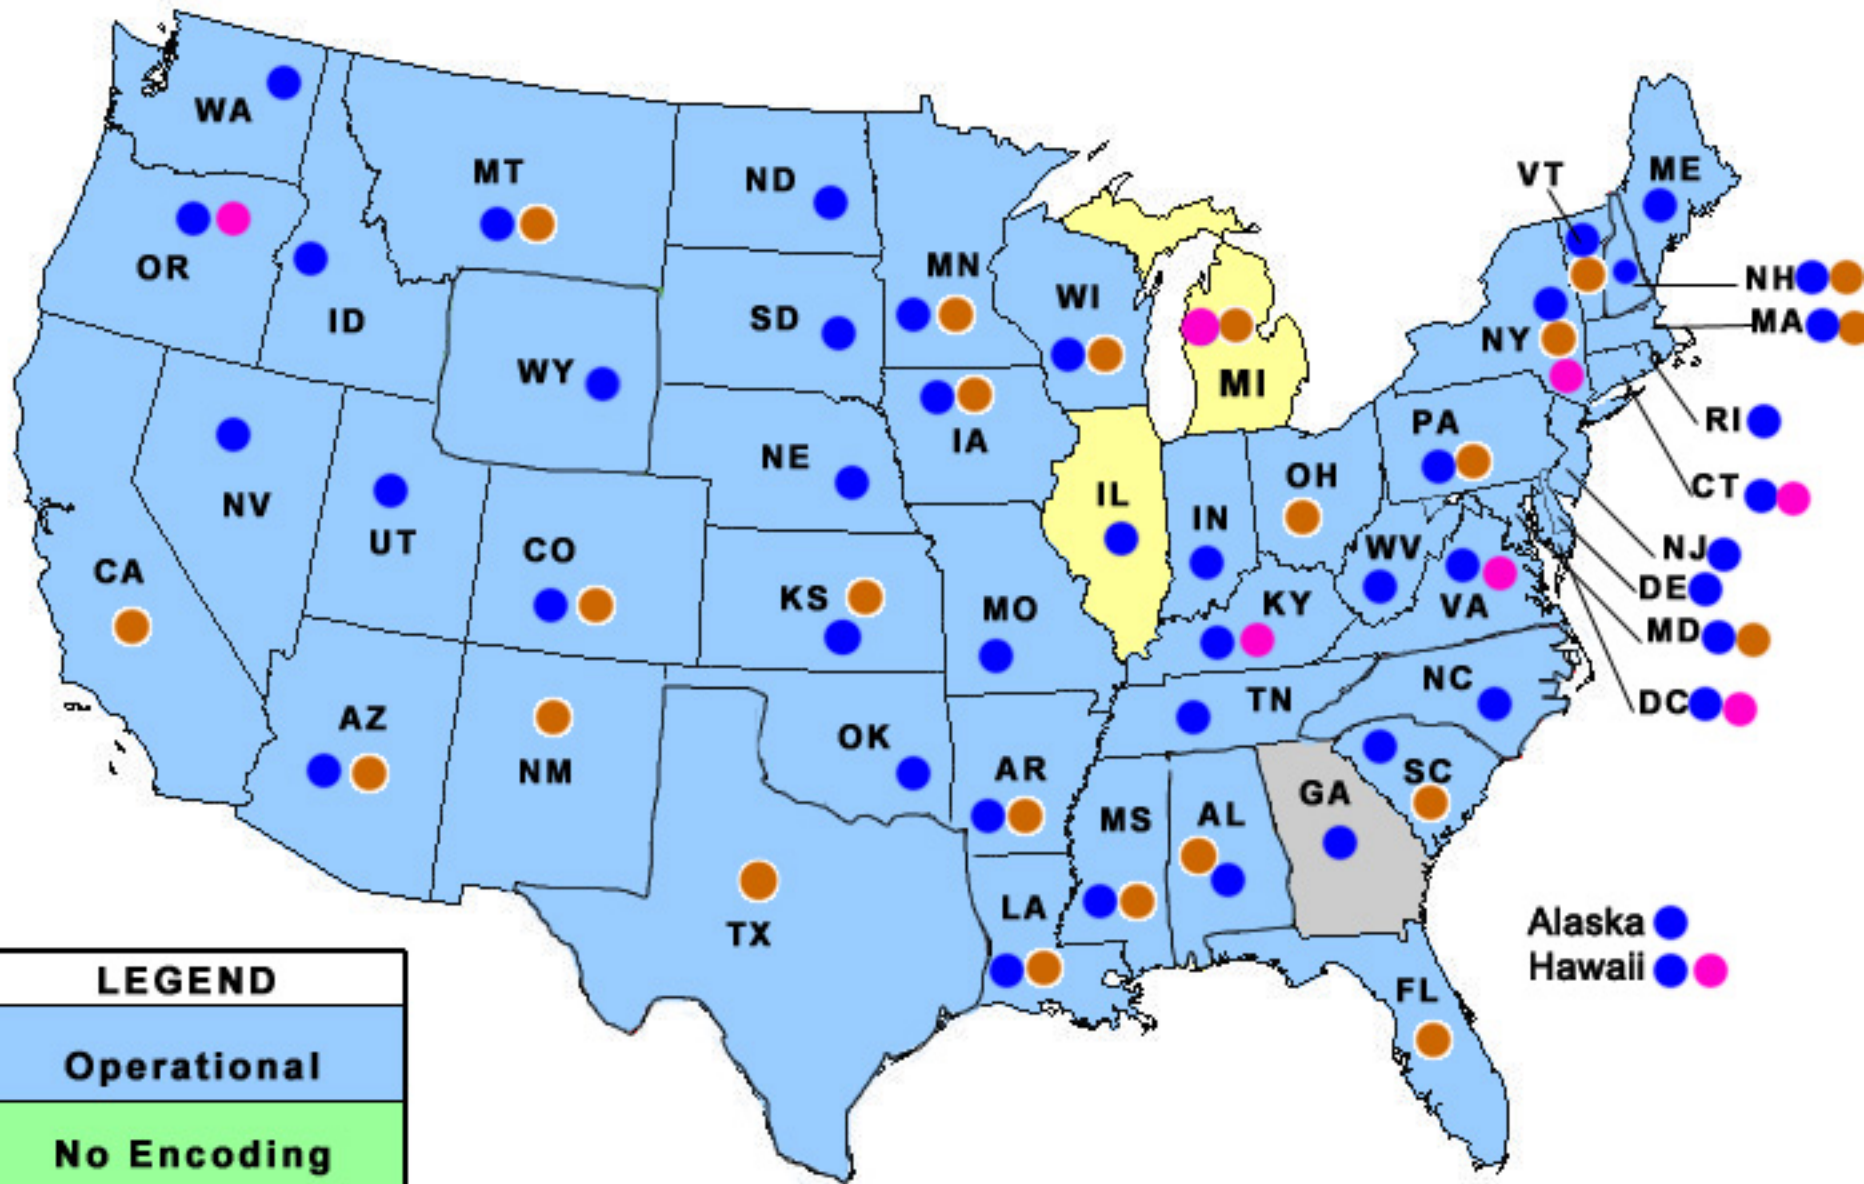 WA
MT
ND
VT
ME
OR
ID
MN
WI
SD
NH
MA
NY
WY
MI
IA
RI
PA
NE
OH
CT
NV
IL
IN
UT
CO
WV
NJ
CA
KS
MO
KY
VA
DE
MD
NC
TN
DC
AZ
OK
NM
AR
SC
GA
MS
AL
LA
TX
Alaska
Hawaii
FL
LEGEND
Operational
No Encoding